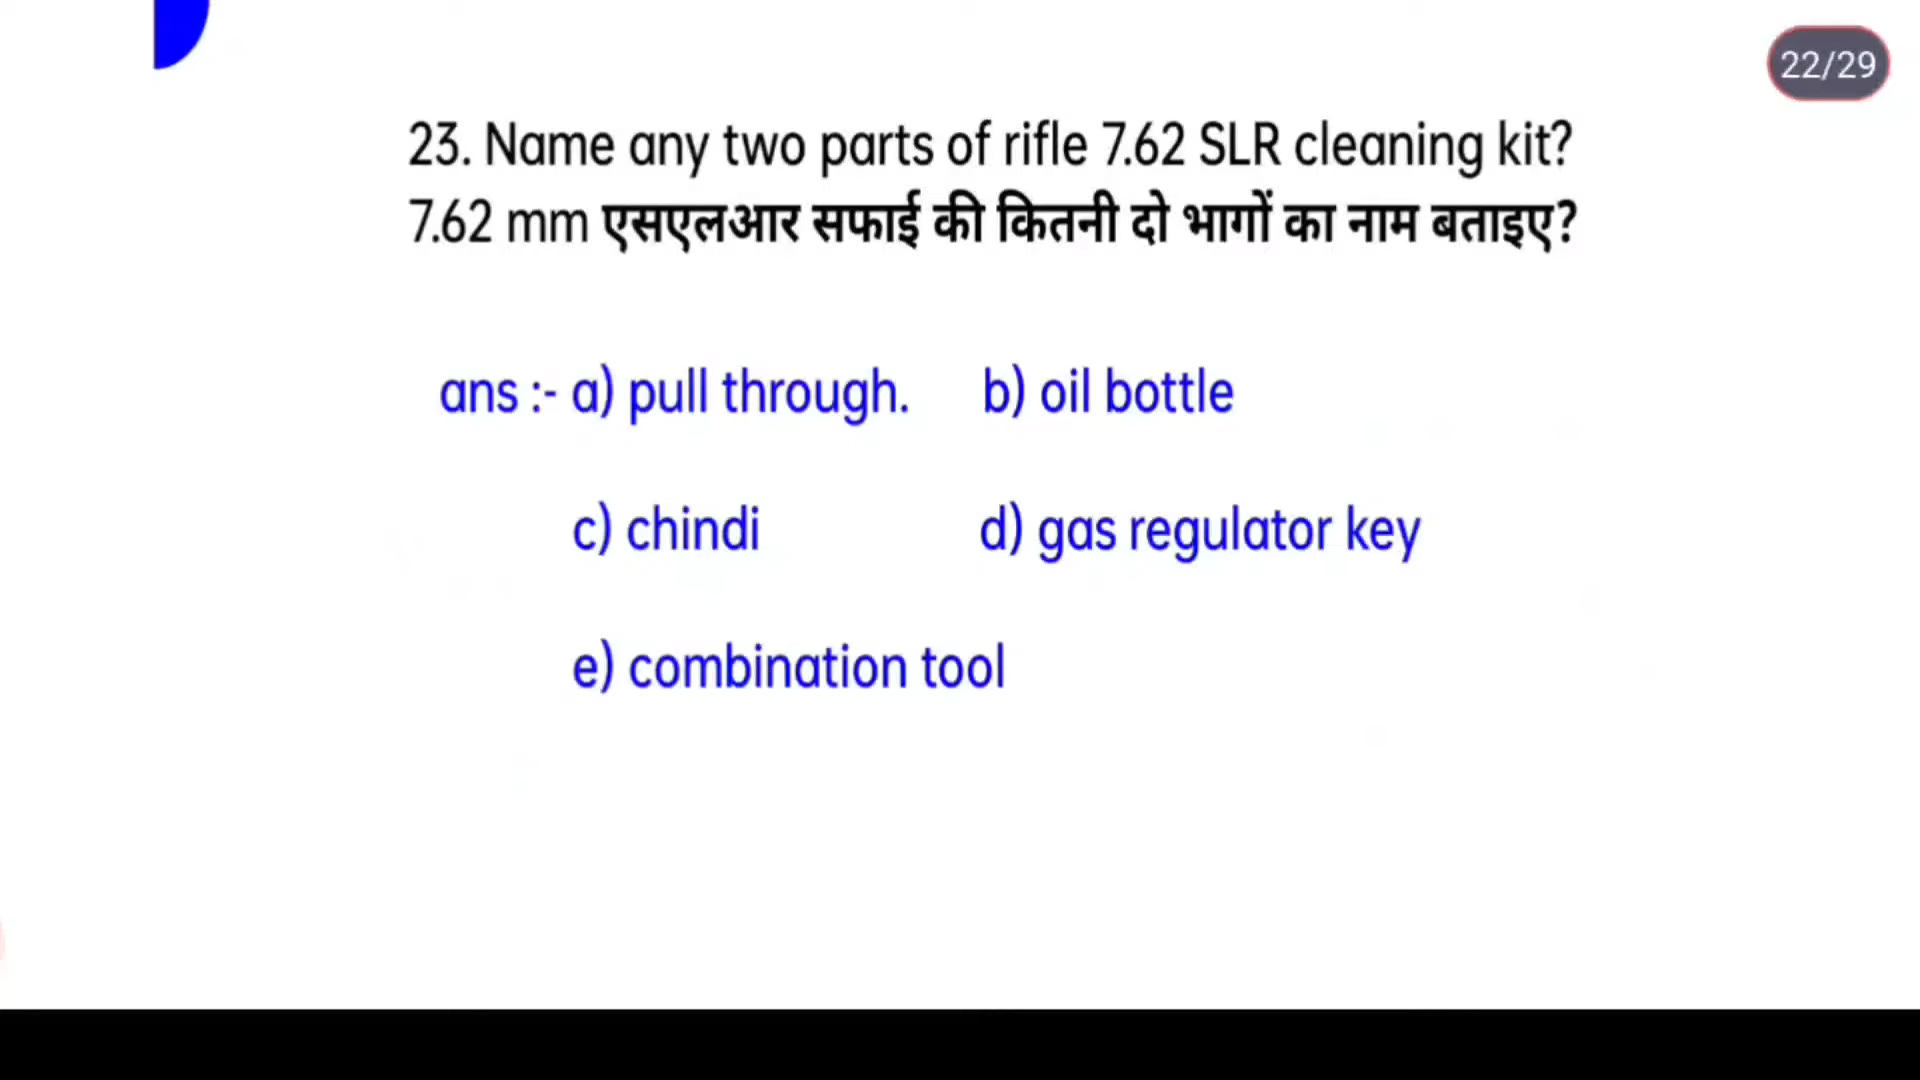 22/29
23. Name any two parts of rifle 7.62 SLR cleaning kit?
7.62 mm एसएलआर सफाई की कितनी दो भागों का नाम बताइए?
ans :- a) pull through. b) oil bottle
c) chindi d) gas regulator key
e) combination tool